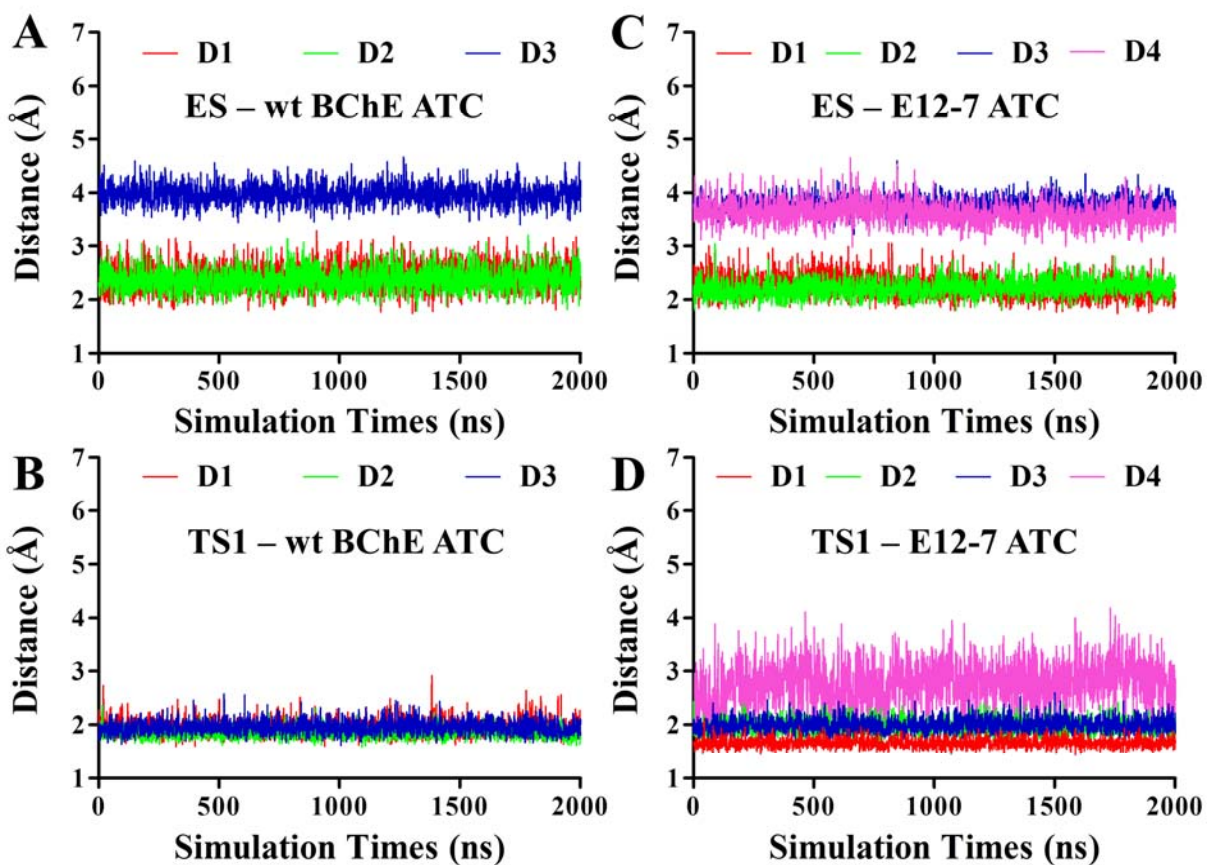 A
D1 D2 D3
ES – wt BChE ATC
Distance (Å)
7
6
5
4
3
2
1
0 500 1000 1500 2000
Simulation Times (ns)
C
D1 D2 D3 D4
ES – E12-7 ATC
Distance (Å)
7
6
5
4
3
2
1
0 500 1000 1500 2000
Simulation Times (ns)
B
D1 D2 D3
TS1 – wt BChE ATC
Distance (Å)
7
6
5
4
3
2
1
0 500 1000 1500 2000
Simulation Times (ns)
D
D1 D2 D3 D4
TS1 – E12-7 ATC
Distance (Å)
7
6
5
4
3
2
1
0 500 1000 1500 2000
Simulation Times (ns)